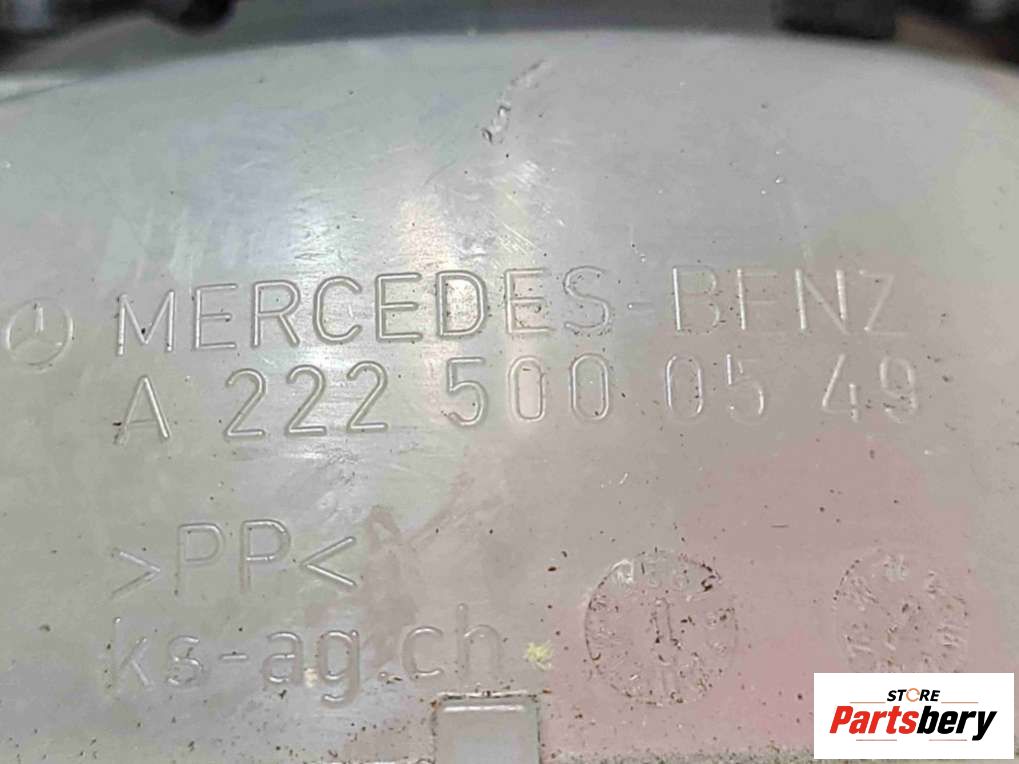 MERCEDES-BENZ
A 222 500 05 49
>PP<
ks-ag.ch
STORE
Partsbery